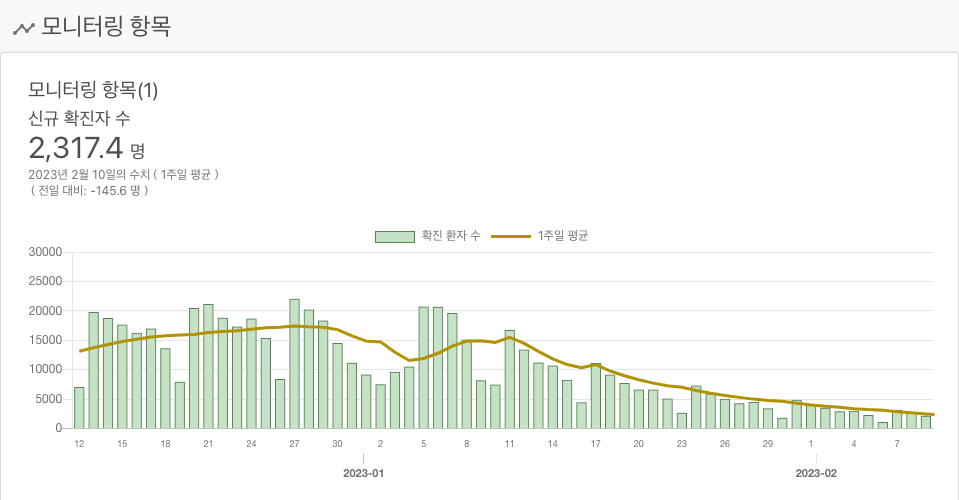 모니터링 항목
모니터링 항목(1)
신규 확진자 수
2,317.4 명
2023년 2월 10일의 수치 ( 1주일 평균 )
( 전일 대비: -145.6 명 )
확진 환자 수 1주일 평균
30000
25000
20000
15000
10000
5000
0
12 15 18 21 24 27 30 2 5 8 11 14 17 20 23 26 29 1 4 7
2023-01 2023-02